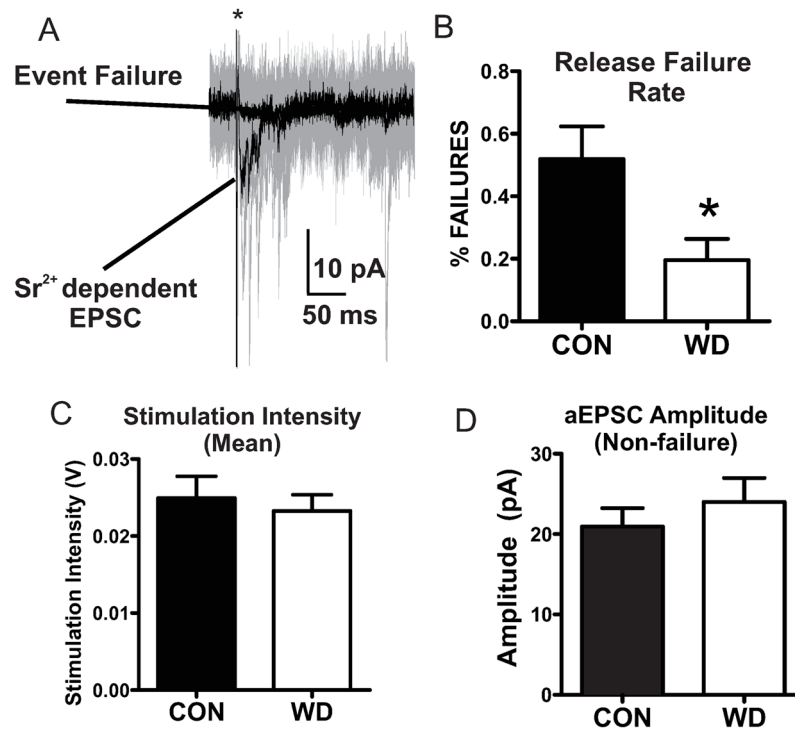 A
*
Event Failure
Sr²⁺ dependent
EPSC
10 pA
50 ms
B
Release Failure
Rate
% FAILURES
0.8
0.6
0.4
0.2
0.0
*
CON
WD
C
Stimulation Intensity
(Mean)
Stimulation Intensity (V)
0.03
0.02
0.01
0.00
CON
WD
D
aEPSC Amplitude
(Non-failure)
Amplitude (pA)
30
20
10
0
CON
WD